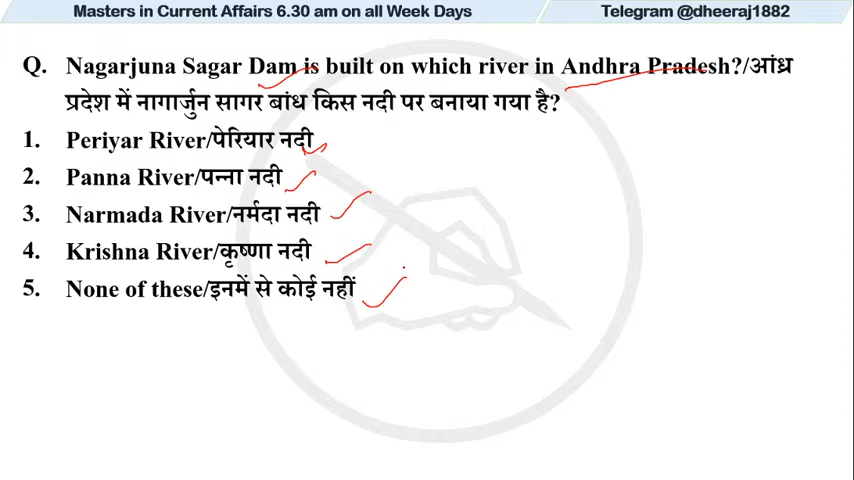 Masters in Current Affairs 6.30 am on all Week Days Telegram @dheeraj1882
Q. Nagarjuna Sagar Dam is built on which river in Andhra Pradesh?/आंध्र
प्रदेश में नागार्जुन सागर बांध किस नदी पर बनाया गया है?
1. Periyar River/पेरियार नदी
2. Panna River/पन्ना नदी
3. Narmada River/नर्मदा नदी
4. Krishna River/कृष्णा नदी
5. None of these/इनमें से कोई नहीं